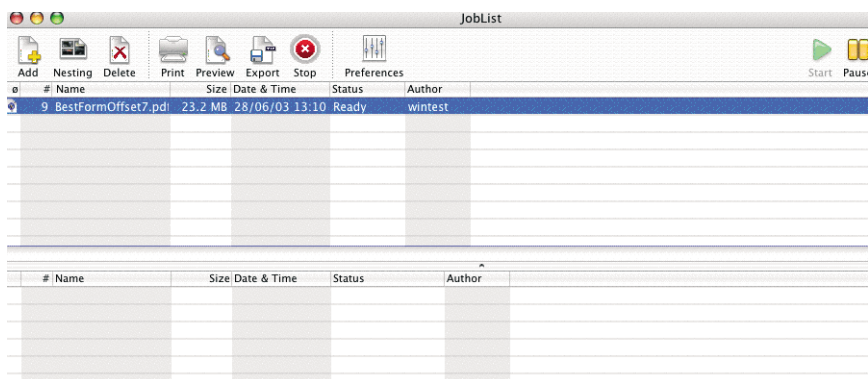 JobList
Add Nesting Delete Print Preview Export Stop Preferences Start Pause
ø # Name Size Date & Time Status Author
9 BestFormOffset7.pdf 23.2 MB 28/06/03 13:10 Ready wintest
# Name Size Date & Time Status Author